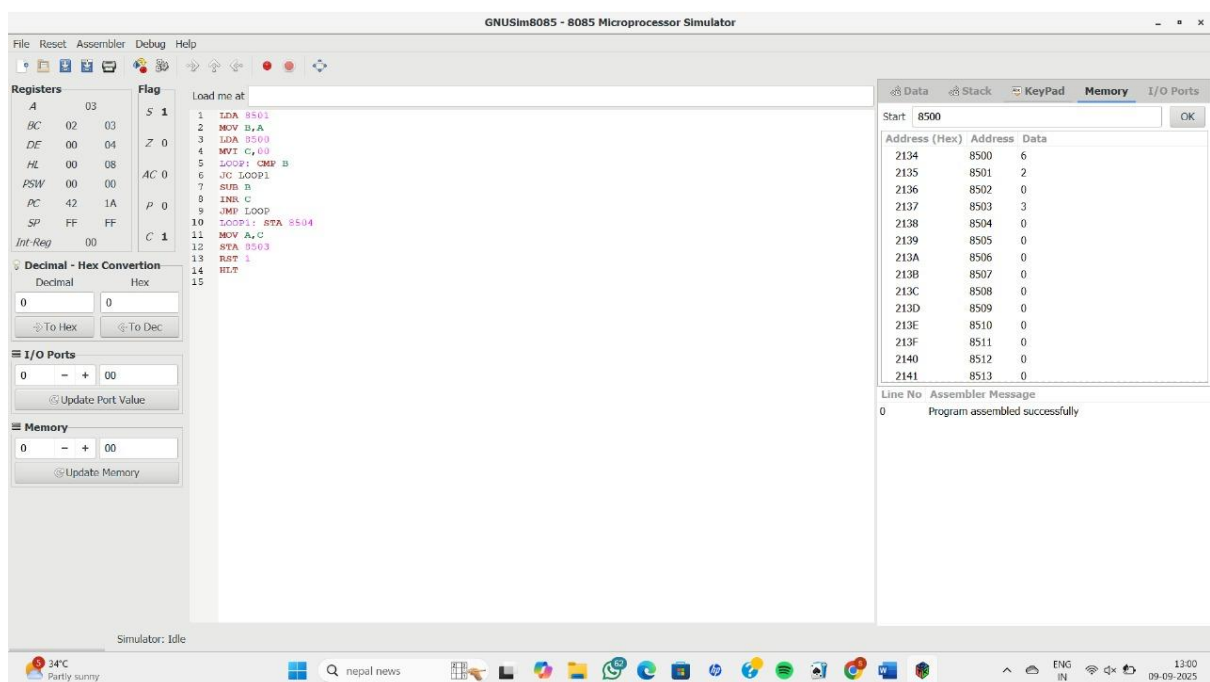 GNUSim8085 - 8085 Microprocessor Simulator
File Reset Assembler Debug Help
Registers
A 03
BC 02 03
DE 00 04
HL 00 08
PSW 00 00
PC 42 1A
SP FF FF
Int-Reg 00
Flag
S 1
Z 0
AC 0
P 0
C 1
Decimal - Hex Convertion
Decimal Hex
0 0
To Hex To Dec
I/O Ports
0 - + 00
Update Port Value
Memory
0 - + 00
Update Memory
Load me at
1 LDA 8501
2 MOV B,A
3 LDA 8500
4 MVI C,00
5 LOOP: CMP B
6 JC LOOP1
7 SUB B
8 INR C
9 JMP LOOP
10 LOOP1: STA 8504
11 MOV A,C
12 STA 8503
13 RST 1
14 HLT
15
Data Stack KeyPad Memory I/O Ports
Start 8500 OK
Address (Hex) Address Data
2134 8500 6
2135 8501 2
2136 8502 0
2137 8503 3
2138 8504 0
2139 8505 0
213A 8506 0
213B 8507 0
213C 8508 0
213D 8509 0
213E 8510 0
213F 8511 0
2140 8512 0
2141 8513 0
Line No Assembler Message
0 Program assembled successfully
Simulator: Idle
5
34°C
Partly sunny
nepal news
ENG
IN
13:00
09-09-2025